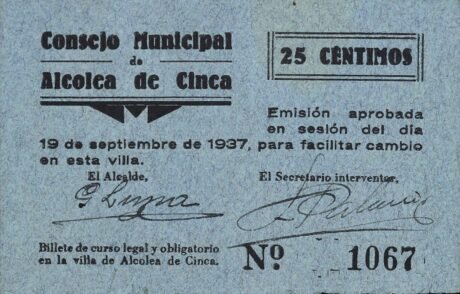 Consejo Municipal
de
Alcolea de Cinca
25 CÉNTIMOS
Emisión aprobada
en sesión del día
19 de septiembre de 1937, para facilitar cambio
en esta villa.
El Alcalde,
El Secretario interventor,
Billete de curso legal y obligatorio
en la villa de Alcolea de Cinca.
Nº 1067